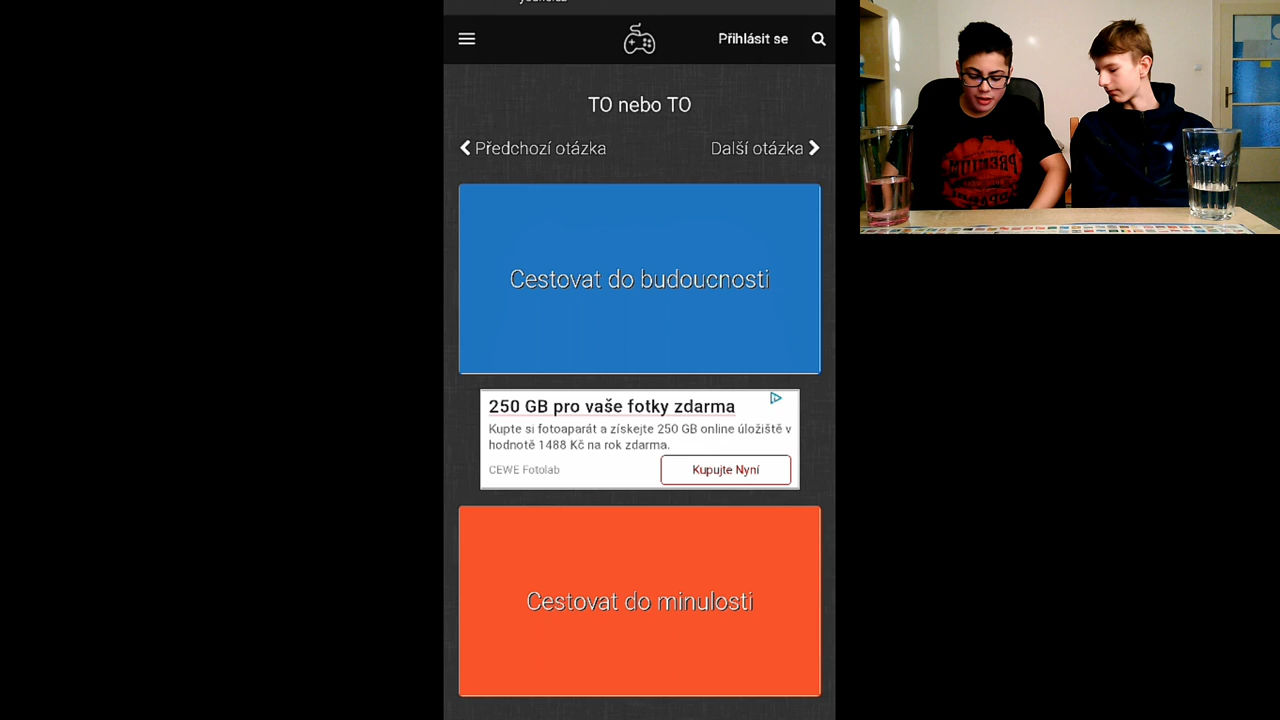 Přihlásit se
TO nebo TO
Předchozí otázka
Další otázka
Cestovat do budoucnosti
250 GB pro vaše fotky zdarma
Kupte si fotoaparát a získejte 250 GB online úložiště v
hodnotě 1488 Kč na rok zdarma.
CEWE Fotolab
Kupujte Nyní
Cestovat do minulosti